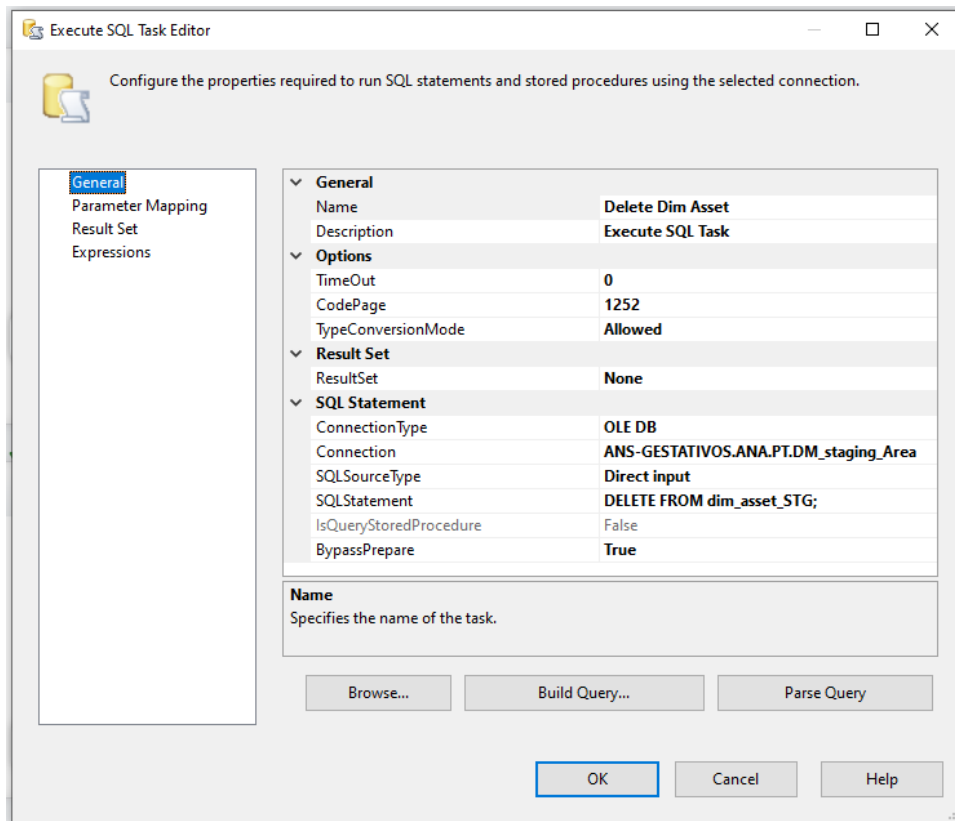 Execute SQL Task Editor
Configure the properties required to run SQL statements and stored procedures using the selected connection.
General
Parameter Mapping
Result Set
Expressions
General
Name Delete Dim Asset
Description Execute SQL Task
Options
TimeOut 0
CodePage 1252
TypeConversionMode Allowed
Result Set
ResultSet None
SQL Statement
ConnectionType OLE DB
Connection ANS-GESTATIVOS.ANA.PT.DM_staging_Area
SQLSourceType Direct input
SQLStatement DELETE FROM dim_asset_STG;
IsQueryStoredProcedure False
BypassPrepare True
Name
Specifies the name of the task.
Browse... Build Query... Parse Query
OK Cancel Help